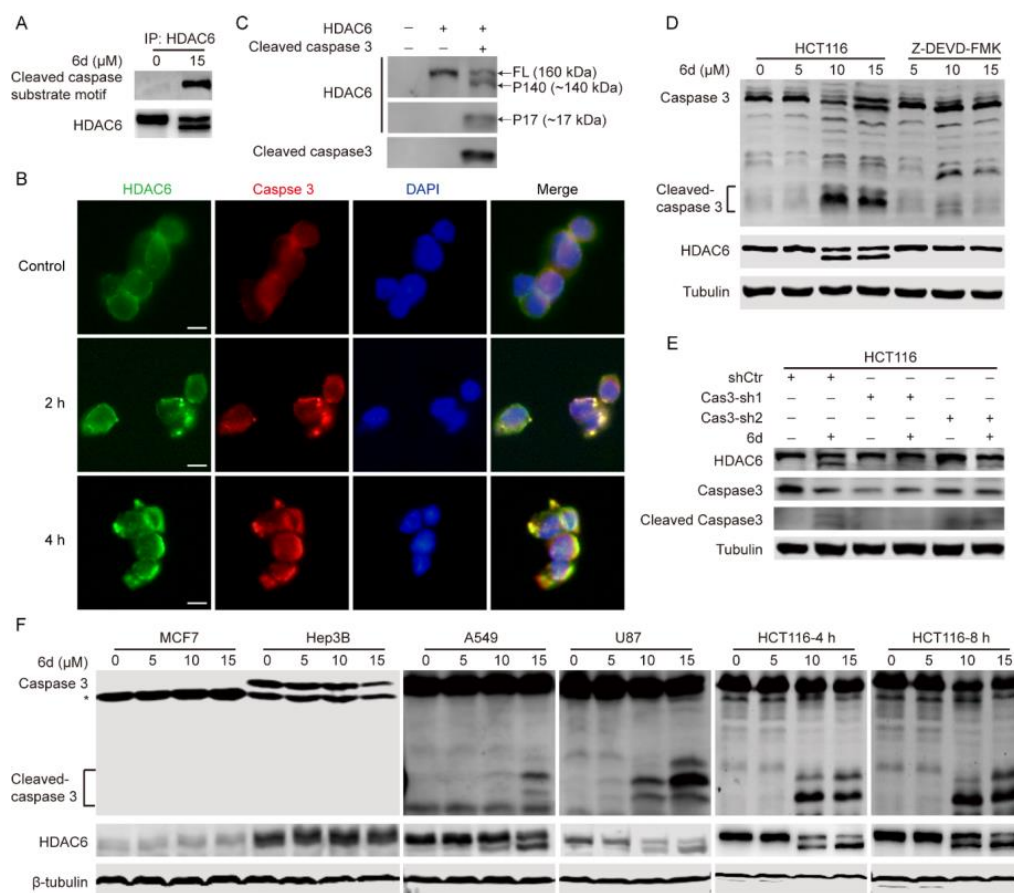 A
IP: HDAC6
6d (μM) 0 15
Cleaved caspase
substrate motif
HDAC6
B
HDAC6 Caspse 3 DAPI Merge
Control
2 h
4 h
C
HDAC6 – + +
Cleaved caspase 3 – – +
HDAC6
FL (160 kDa)
P140 (~140 kDa)
P17 (~17 kDa)
Cleaved caspase3
D
HCT116 Z-DEVD-FMK
6d (μM) 0 5 10 15 5 10 15
Caspase 3
Cleaved-
caspase 3
HDAC6
Tubulin
E
HCT116
shCtr + + – – – –
Cas3-sh1 – – + + – –
Cas3-sh2 – – – – + +
6d – + – + – +
HDAC6
Caspase3
Cleaved Caspase3
Tubulin
F
MCF7 Hep3B A549 U87 HCT116-4 h HCT116-8 h
6d (μM) 0 5 10 15 0 5 10 15 0 5 10 15 0 5 10 15 0 5 10 15 0 5 10 15
Caspase 3
*
Cleaved-
caspase 3
HDAC6
β-tubulin